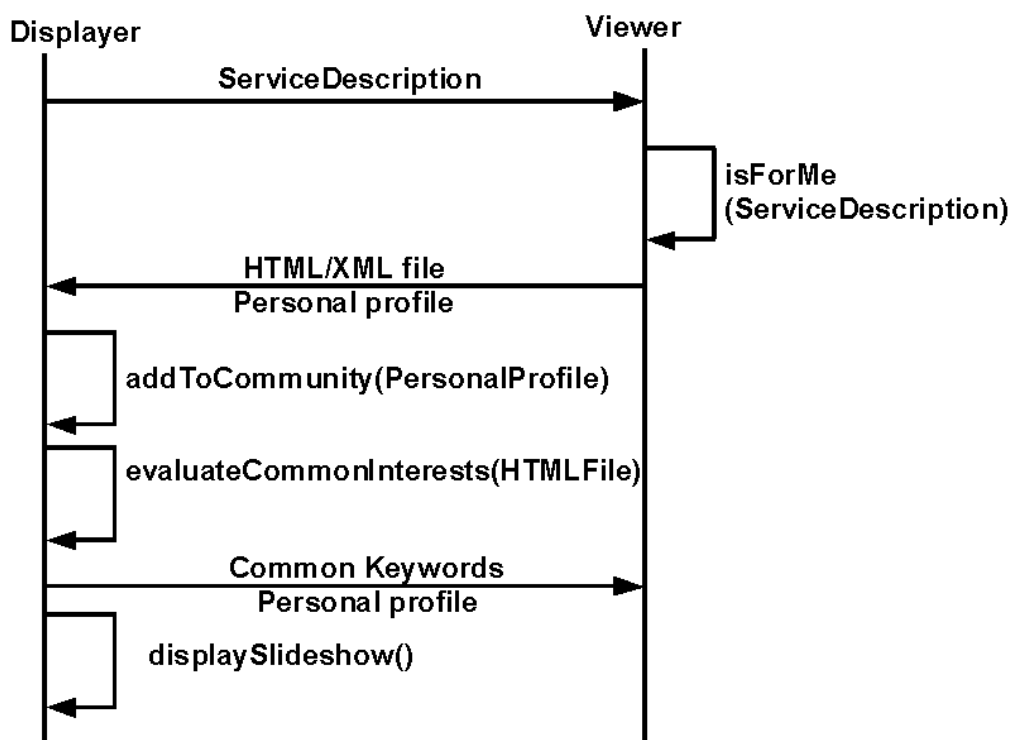 Displayer
Viewer
ServiceDescription
isForMe
(ServiceDescription)
HTML/XML file
Personal profile
addToCommunity(PersonalProfile)
evaluateCommonInterests(HTMLFile)
Common Keywords
Personal profile
displaySlideshow()